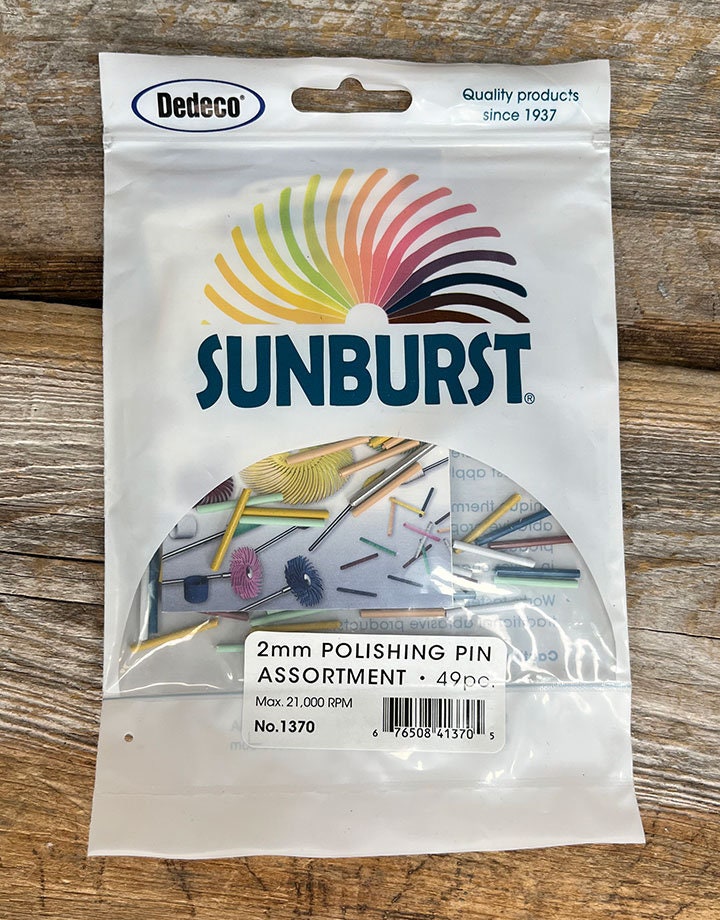 Dedeco®
Quality products
since 1937
SUNBURST®
2mm POLISHING PIN
ASSORTMENT • 49pc.
Max. 21,000 RPM
No.1370
6 76508 41370 5